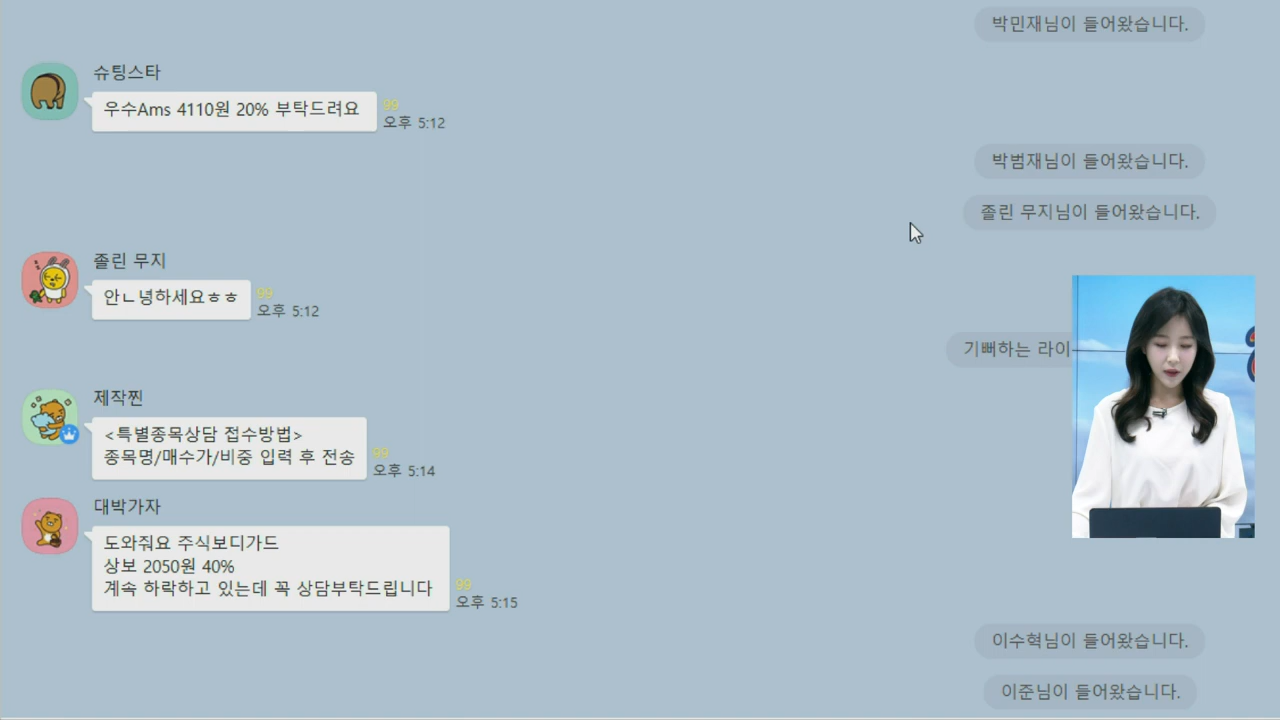 박민재님이 들어왔습니다.
슈팅스타
우수Ams 4110원 20% 부탁드려요
99
오후 5:12
박범재님이 들어왔습니다.
졸린 무지님이 들어왔습니다.
졸린 무지
안ㄴ녕하세요ㅎㅎ
99
오후 5:12
기뻐하는 라이
제작찐
<특별종목상담 접수방법>
종목명/매수가/비중 입력 후 전송
99
오후 5:14
대박가자
도와줘요 주식보디가드
상보 2050원 40%
계속 하락하고 있는데 꼭 상담부탁드립니다
99
오후 5:15
이수혁님이 들어왔습니다.
이준님이 들어왔습니다.